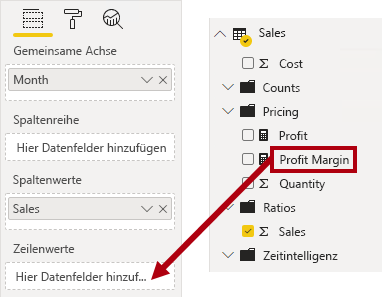 Gemeinsame Achse
Month
Spaltenreihe
Hier Datenfelder hinzufügen
Spaltenwerte
Sales
Zeilenwerte
Hier Datenfelder hinzuf...
Sales
Σ Cost
Counts
Pricing
Profit
Profit Margin
Σ Quantity
Ratios
Σ Sales
Zeitintelligenz